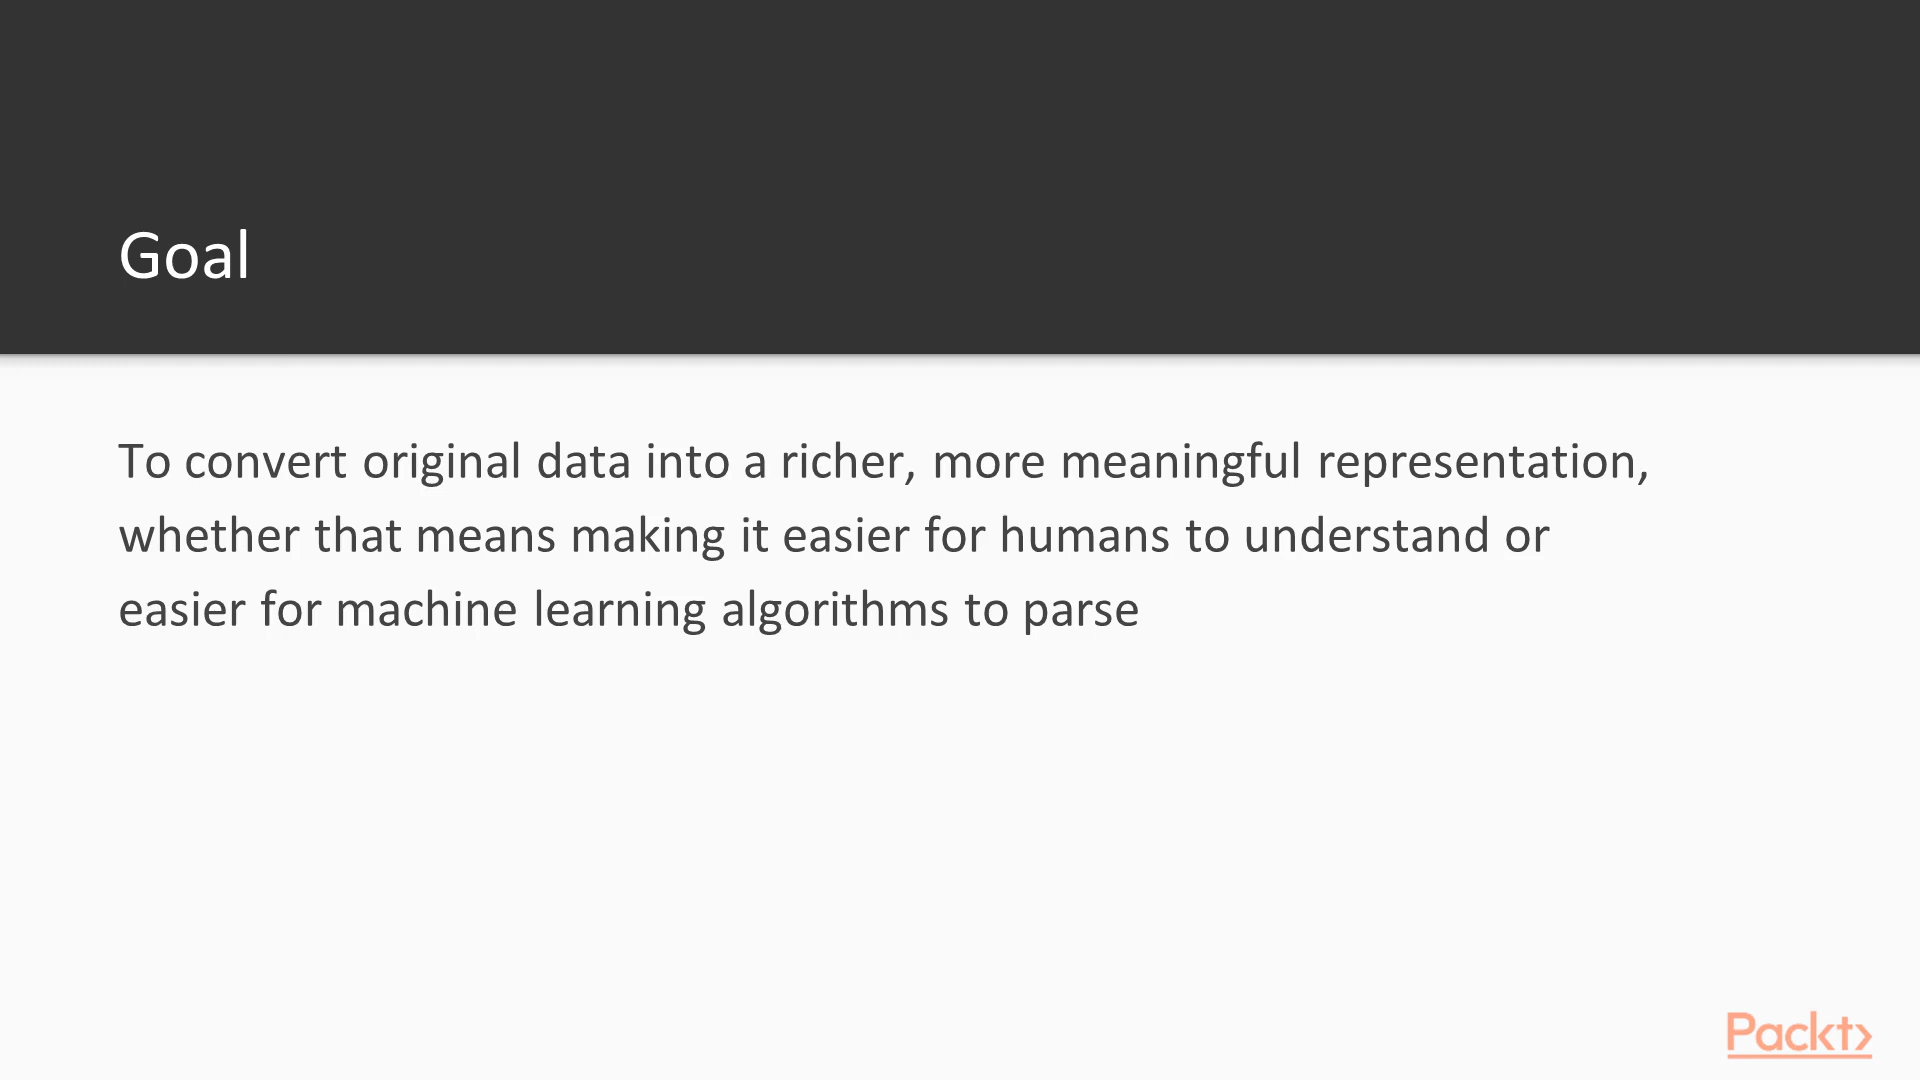 Goal
To convert original data into a richer, more meaningful representation,
whether that means making it easier for humans to understand or
easier for machine learning algorithms to parse
Packt>